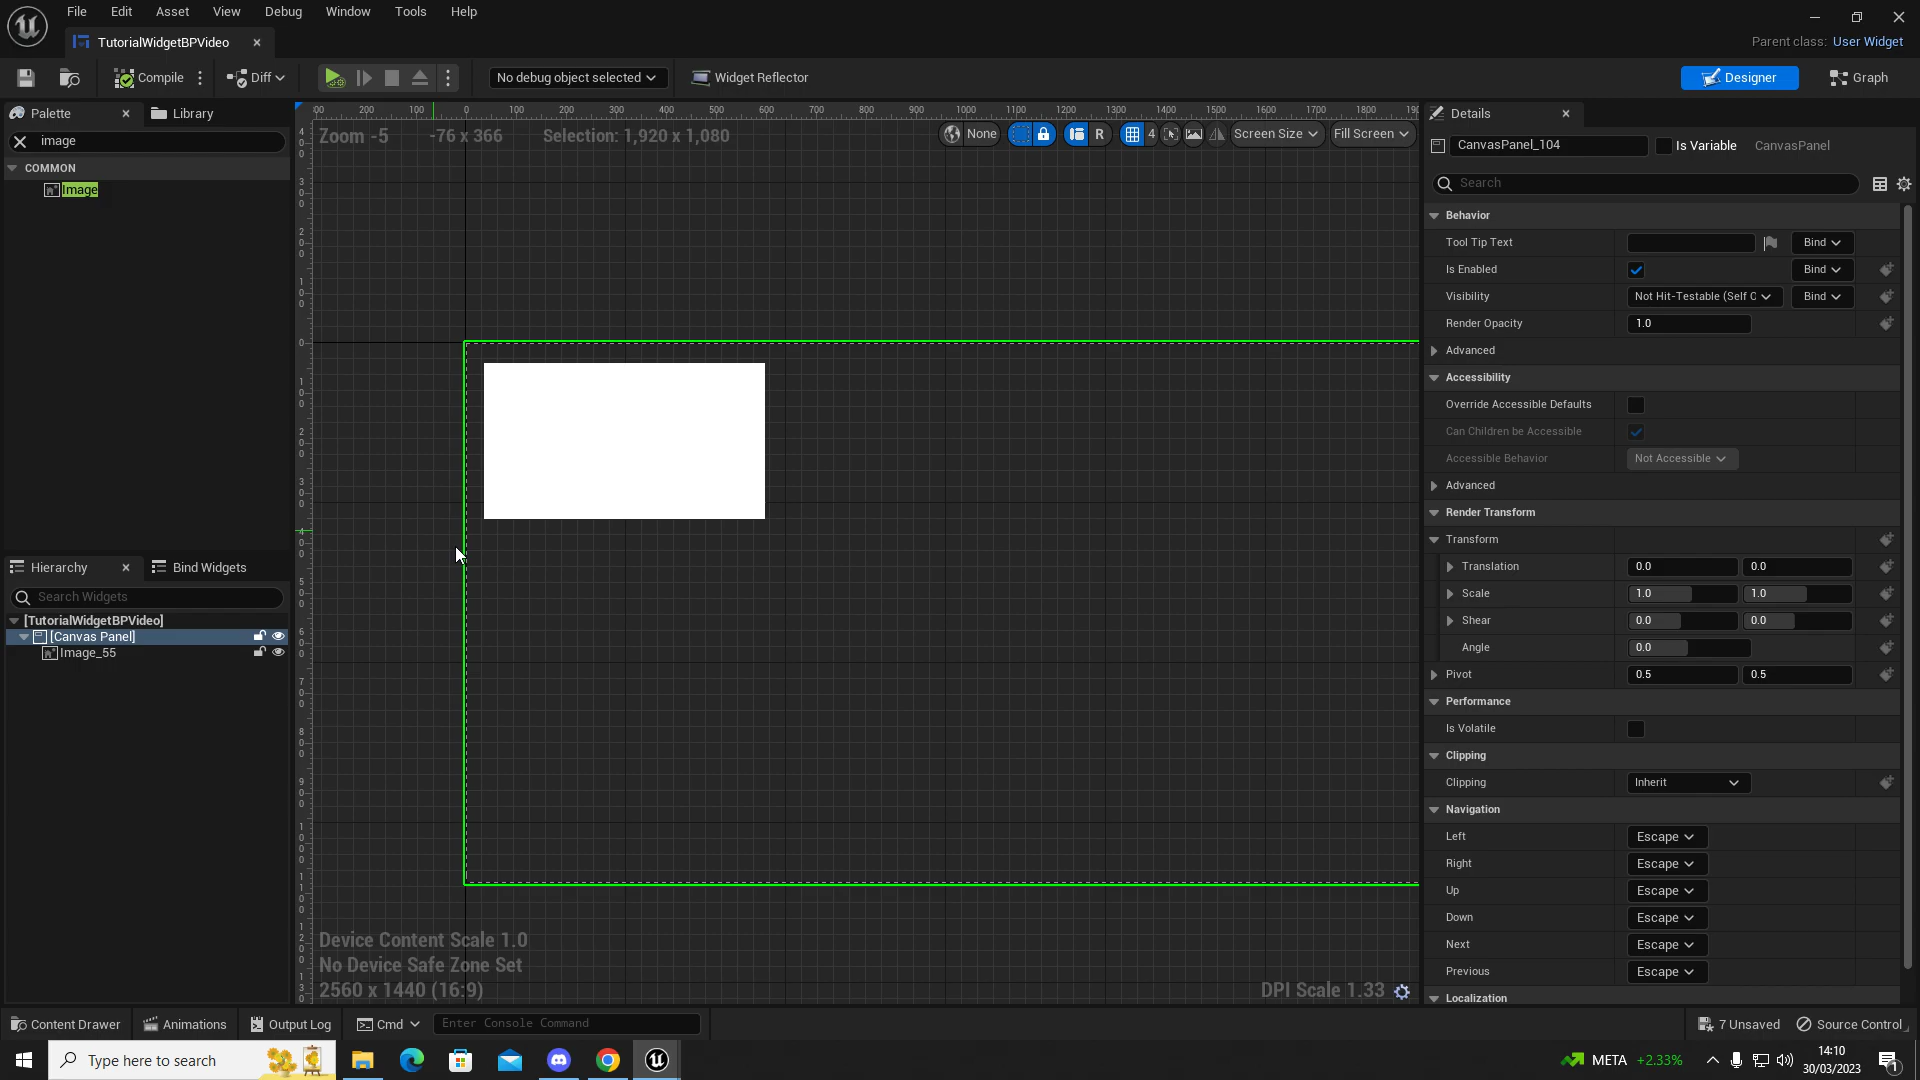 File Edit Asset View Debug Window Tools Help
TutorialWidgetBPVideo
Parent class: User Widget
Compile Diff No debug object selected Widget Reflector Designer Graph
Palette Library
image
COMMON
Image
Zoom -5 -76 x 366 Selection: 1,920 x 1,080
None R 4 Screen Size Fill Screen
Hierarchy Bind Widgets
Search Widgets
[TutorialWidgetBPVideo]
[Canvas Panel]
Image_55
Device Content Scale 1.0
No Device Safe Zone Set
2560 x 1440 (16:9)
DPI Scale 1.33
Details
CanvasPanel_104 Is Variable CanvasPanel
Search
Behavior
Tool Tip Text Bind
Is Enabled Bind
Visibility Not Hit-Testable (Self C Bind
Render Opacity 1.0
Advanced
Accessibility
Override Accessible Defaults
Can Children be Accessible
Accessible Behavior Not Accessible
Advanced
Render Transform
Transform
Translation 0.0 0.0
Scale 1.0 1.0
Shear 0.0 0.0
Angle 0.0
Pivot 0.5 0.5
Performance
Is Volatile
Clipping
Clipping Inherit
Navigation
Left Escape
Right Escape
Up Escape
Down Escape
Next Escape
Previous Escape
Localization
Content Drawer Animations Output Log Cmd Enter Console Command 7 Unsaved Source Control
Type here to search
META +2.33%
14:10
30/03/2023
1